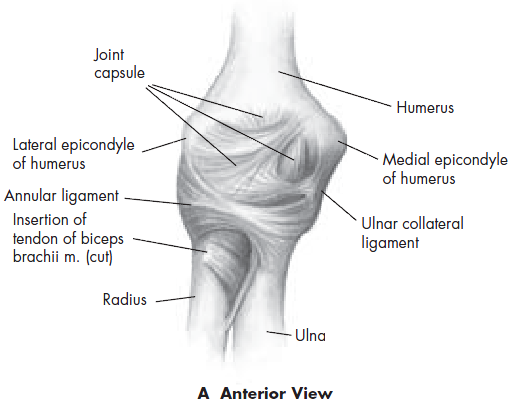 Joint
capsule
Humerus
Lateral epicondyle
of humerus
Medial epicondyle
of humerus
Annular ligament
Insertion of
tendon of biceps
brachii m. (cut)
Ulnar collateral
ligament
Radius
Ulna
A Anterior View